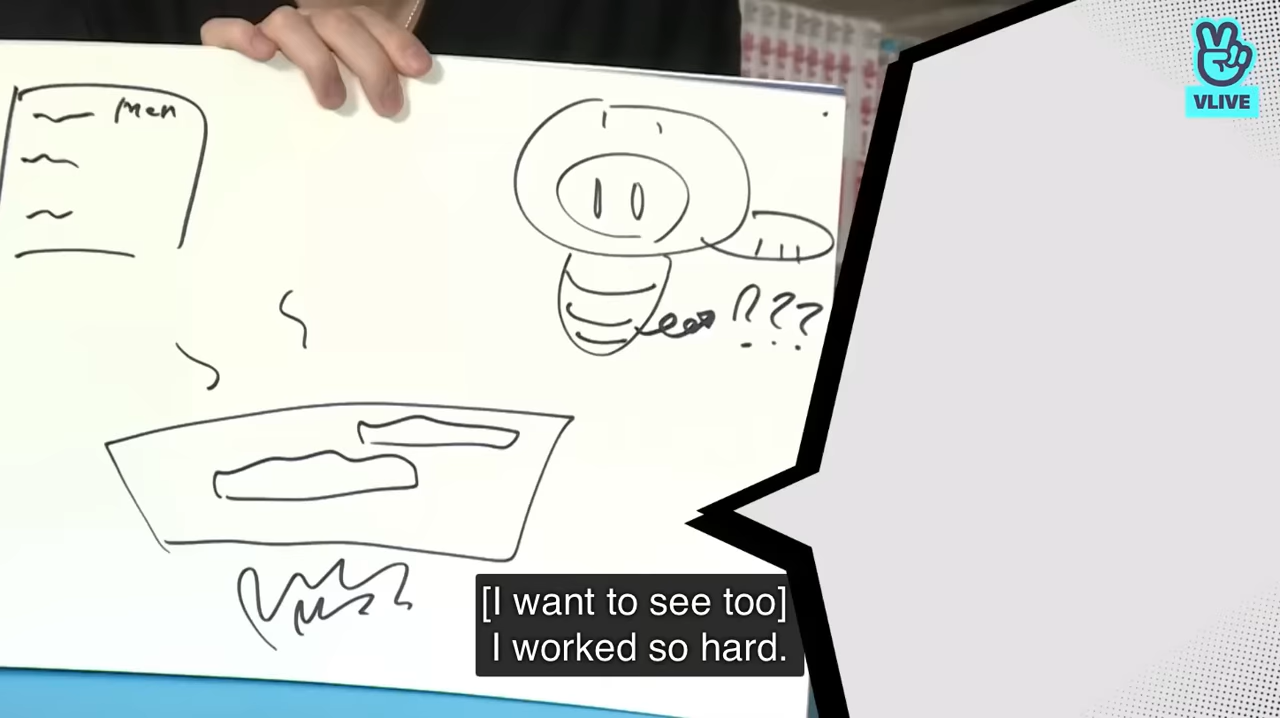 Men
VLIVE
???
[I want to see too]
I worked so hard.